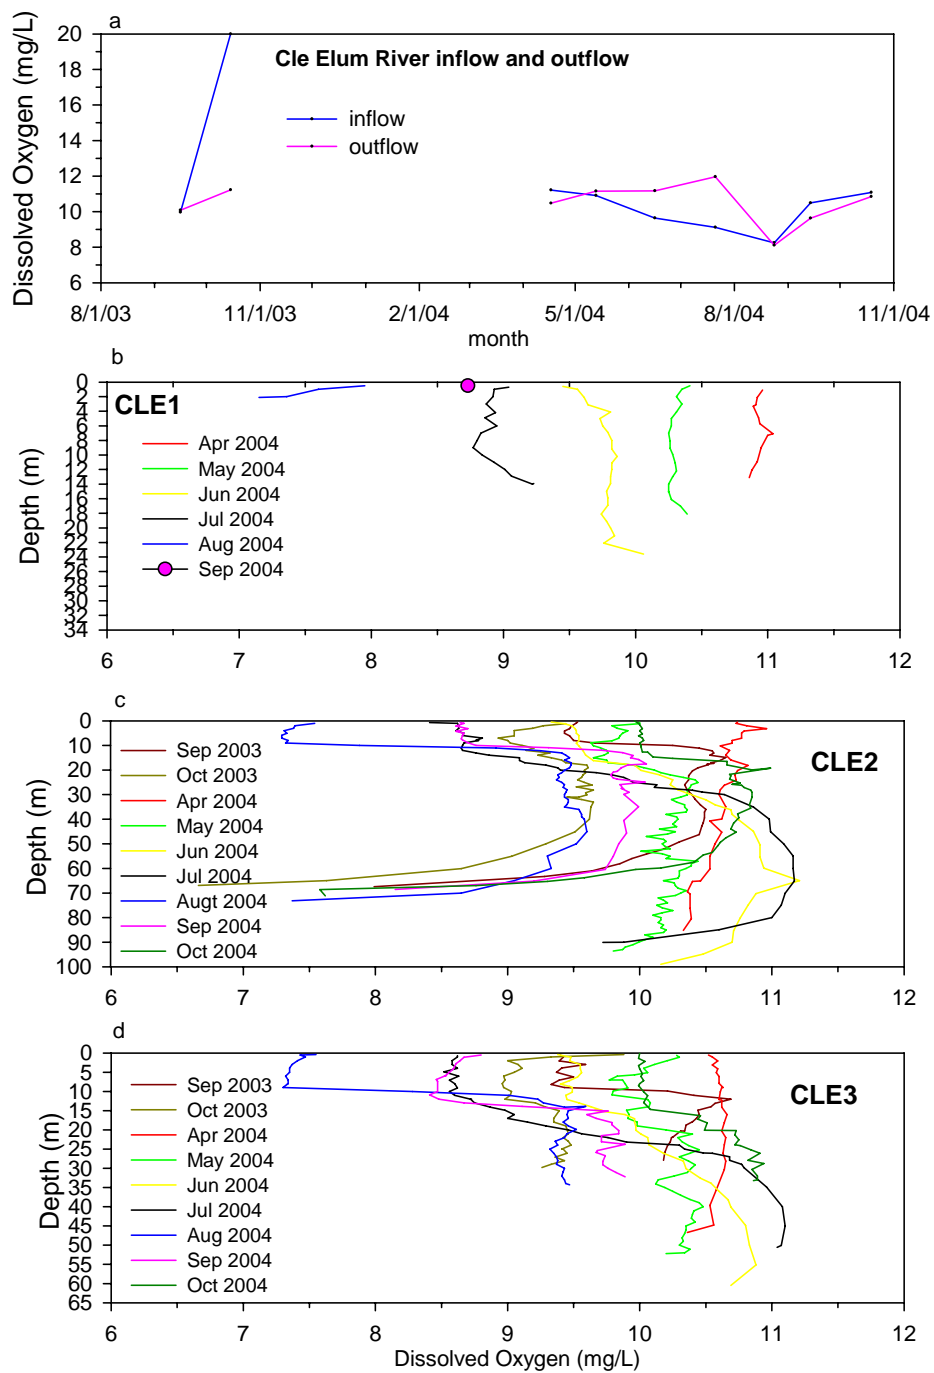 a
Dissolved Oxygen (mg/L)
20
18
16
14
12
10
8
6
Cle Elum River inflow and outflow
inflow
outflow
8/1/03 11/1/03 2/1/04 5/1/04 8/1/04 11/1/04
month
b
Depth (m)
0
2
4
6
8
10
12
14
16
18
20
22
24
26
28
30
32
34
CLE1
Apr 2004
May 2004
Jun 2004
Jul 2004
Aug 2004
Sep 2004
6 7 8 9 10 11 12
c
Depth (m)
0
10
20
30
40
50
60
70
80
90
100
CLE2
Sep 2003
Oct 2003
Apr 2004
May 2004
Jun 2004
Jul 2004
Augt 2004
Sep 2004
Oct 2004
6 7 8 9 10 11 12
d
Depth (m)
0
5
10
15
20
25
30
35
40
45
50
55
60
65
CLE3
Sep 2003
Oct 2003
Apr 2004
May 2004
Jun 2004
Jul 2004
Aug 2004
Sep 2004
Oct 2004
6 7 8 9 10 11 12
Dissolved Oxygen (mg/L)